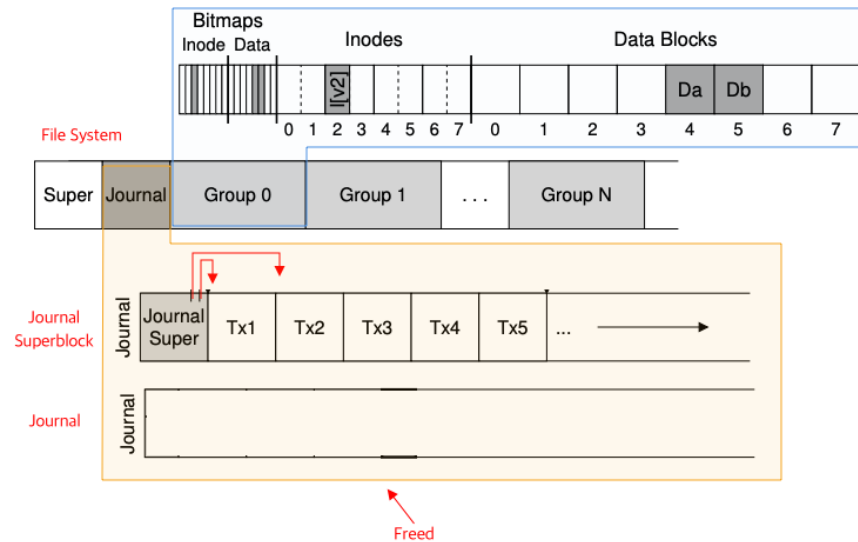 Bitmaps
Inode Data
Inodes
Data Blocks
I[v2]
Da
Db
0 1 2 3 4 5 6 7
0 1 2 3 4 5 6 7
File System
Super
Journal
Group 0
Group 1
. . .
Group N
Journal
Superblock
Journal
Journal
Super
Tx1
Tx2
Tx3
Tx4
Tx5
...
Journal
Journal
Freed